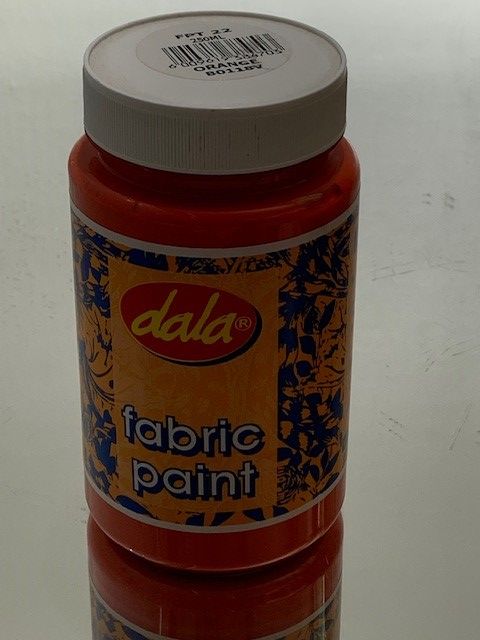 FPT 22
250ML
ORANGE
B0118V
dala®
fabric
paint